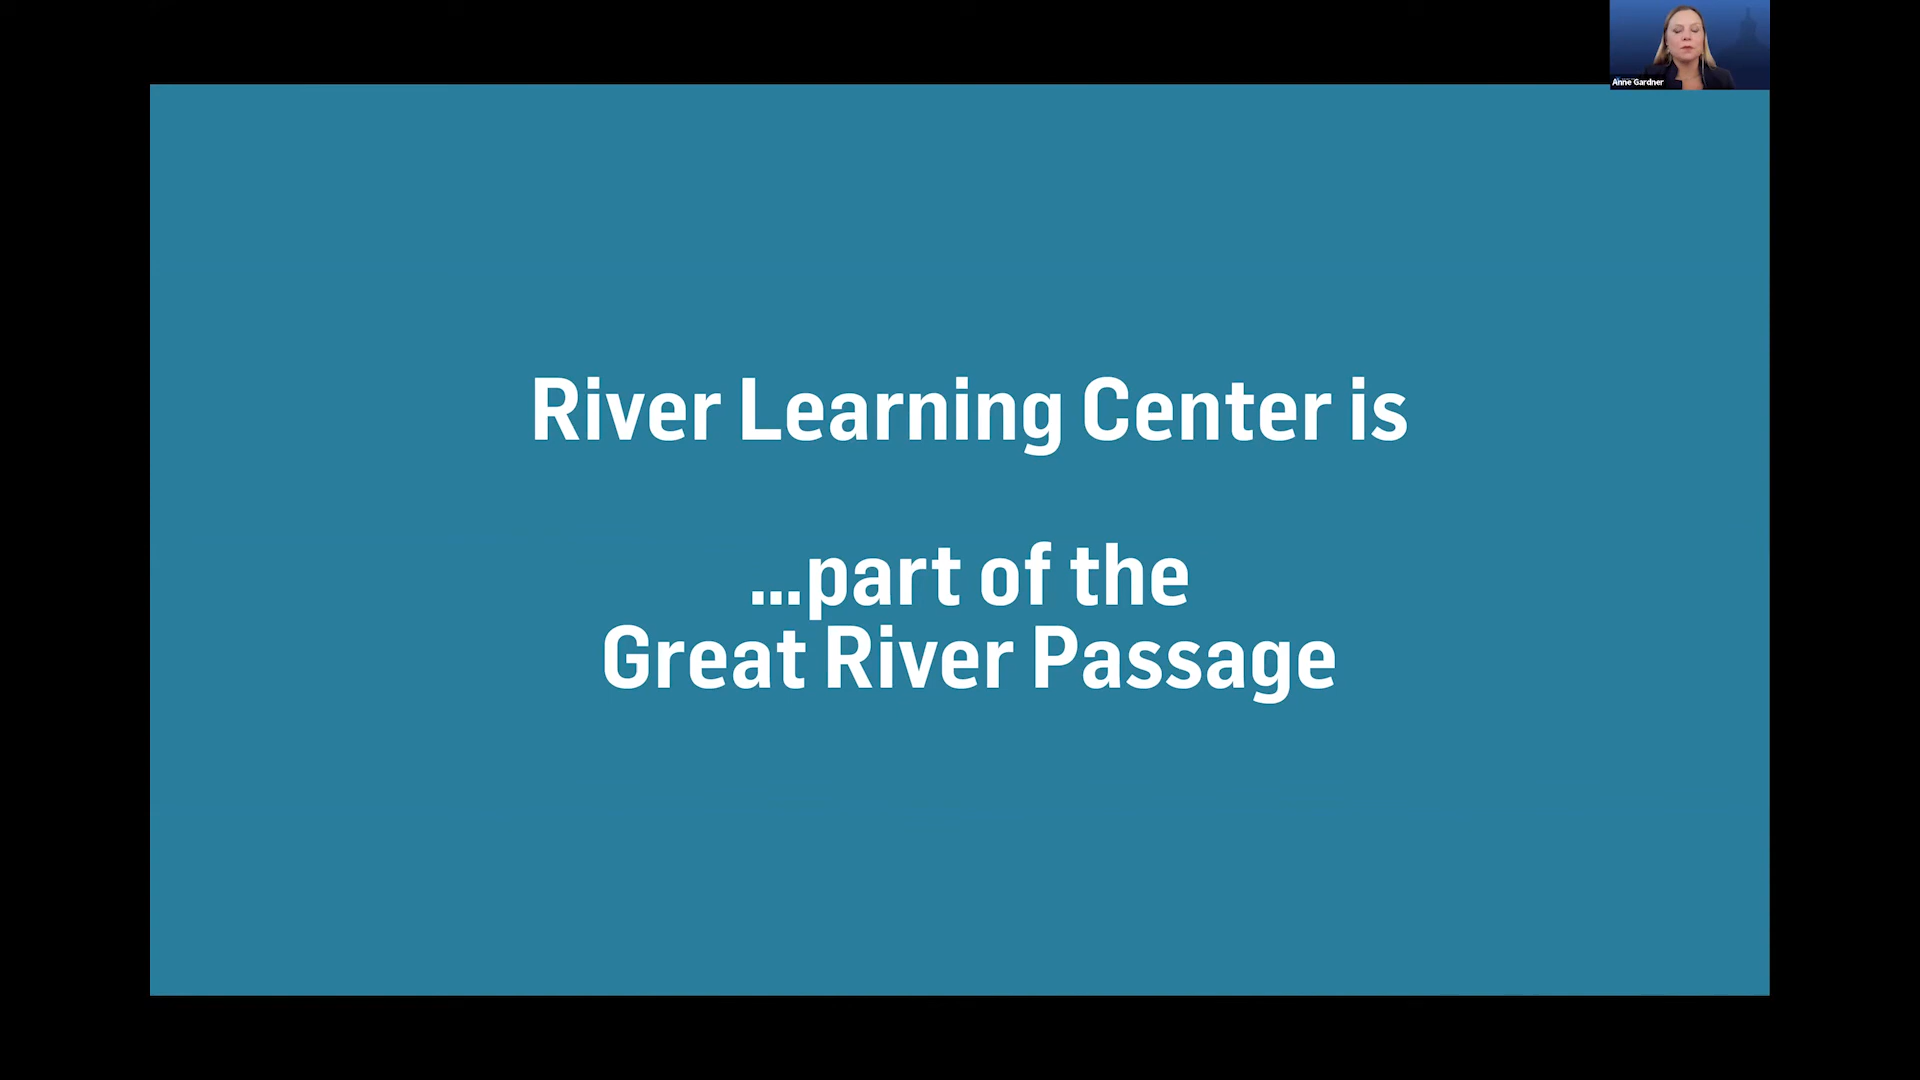 Anne Gardner
River Learning Center is
...part of the
Great River Passage